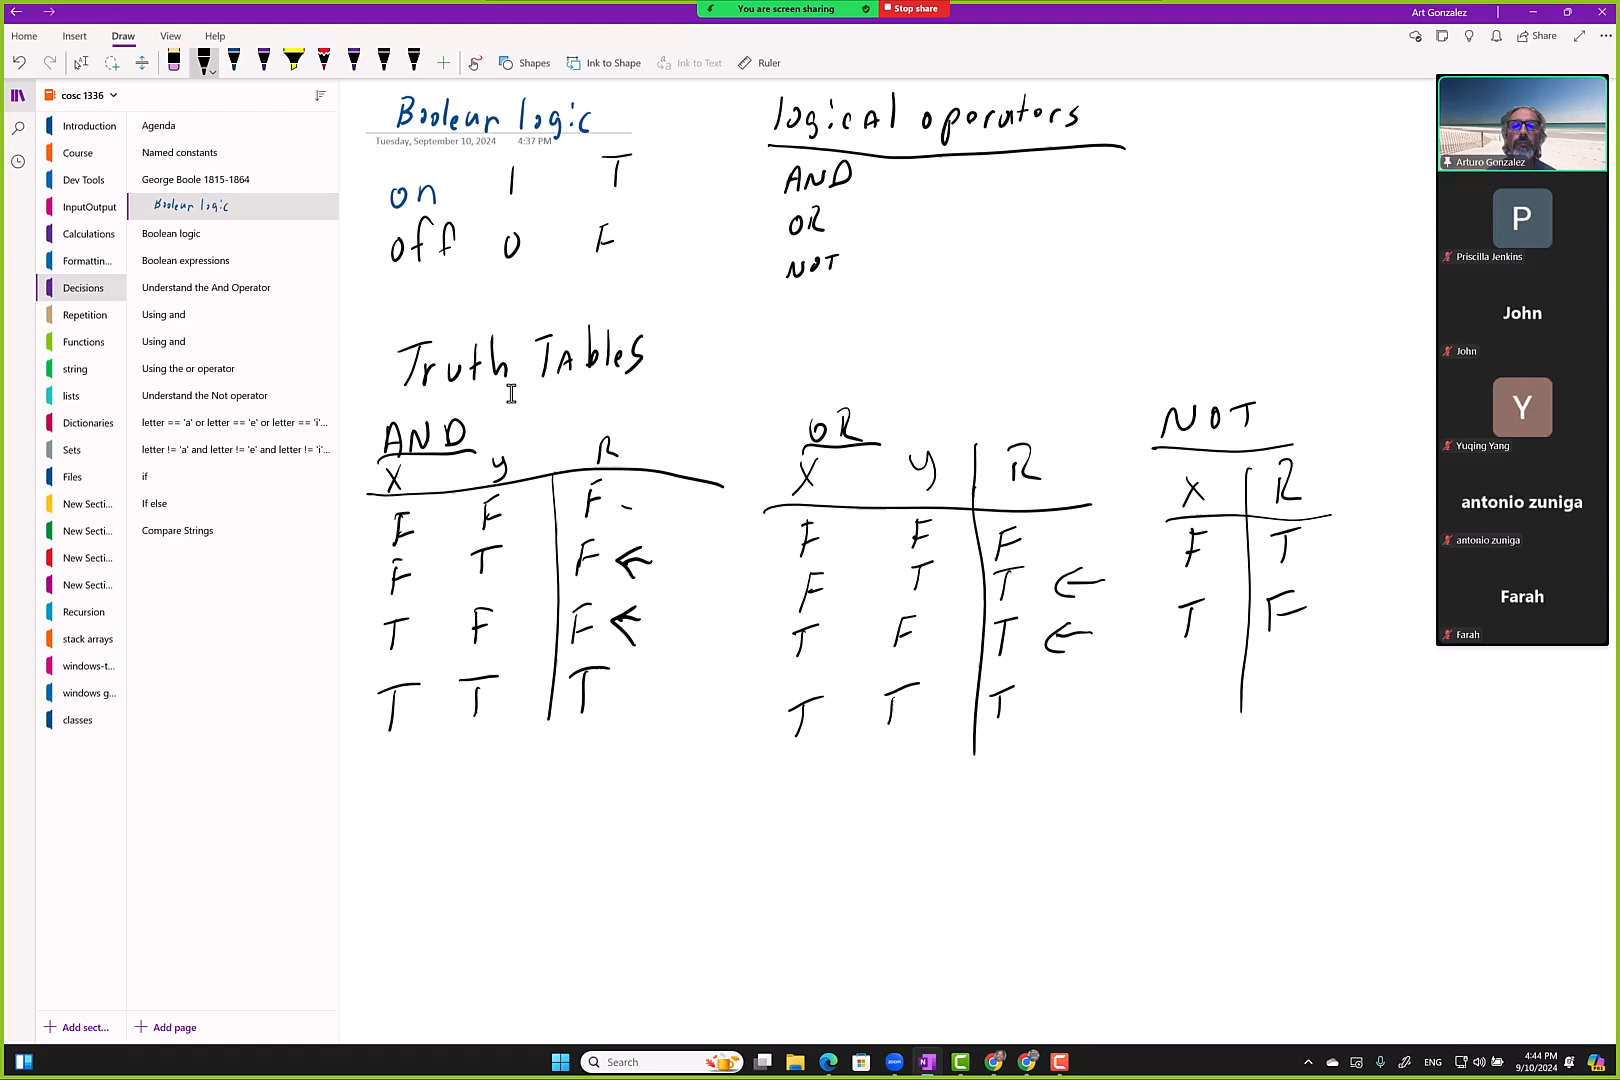 You are screen sharing
Stop share
Art Gonzalez
Home Insert Draw View Help
Share
Shapes Ink to Shape Ink to Text Ruler
cosc 1336
Introduction
Course
Dev Tools
InputOutput
Calculations
Formattin...
Decisions
Repetition
Functions
string
lists
Dictionaries
Sets
Files
New Secti...
New Secti...
New Secti...
New Secti...
Recursion
stack arrays
windows-t...
windows g...
classes
Add sect...
Agenda
Named constants
George Boole 1815-1864
Boolean logic
Boolean logic
Boolean expressions
Understand the And Operator
Using and
Using and
Using the or operator
Understand the Not operator
letter == 'a' or letter == 'e' or letter == 'i'...
letter != 'a' and letter != 'e' and letter != 'i'...
if
If else
Compare Strings
Add page
Boolean logic
Tuesday, September 10, 2024 4:37 PM
on 1 T
off 0 F
logical operators
AND
OR
NOT
Truth Tables
AND
X Y R
F F F
F T F ←
T F F ←
T T T
OR
X Y R
F F F
F T T ←
T F T ←
T T T
NOT
X R
F T
T F
Arturo Gonzalez
P
Priscilla Jenkins
John
John
Y
Yuqing Yang
antonio zuniga
antonio zuniga
Farah
Farah
Search
ENG
4:44 PM
9/10/2024